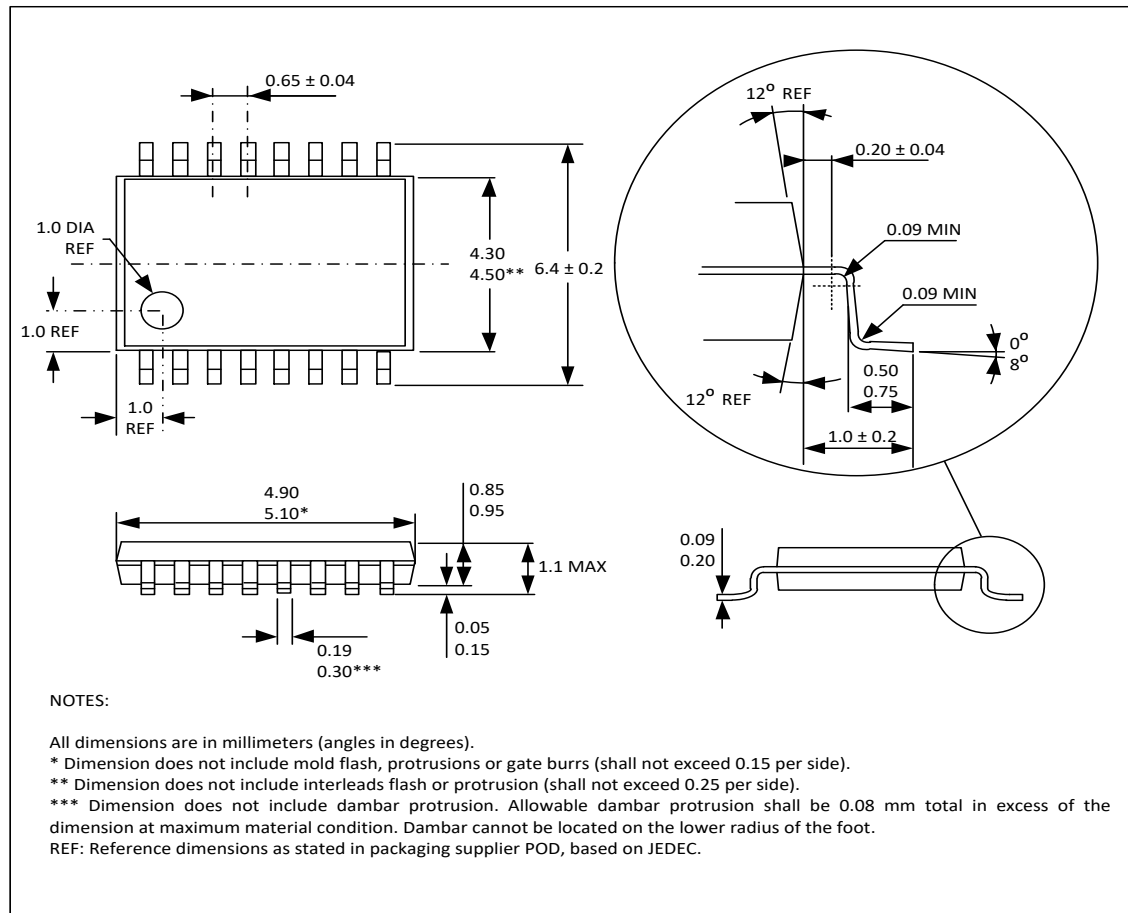 0.65 ± 0.04
12° REF
0.20 ± 0.04
1.0 DIA
REF
0.09 MIN
4.30
4.50**
6.4 ± 0.2
0.09 MIN
1.0 REF
0°
8°
0.50
0.75
12° REF
1.0
REF
1.0 ± 0.2
4.90
5.10*
0.85
0.95
0.09
0.20
1.1 MAX
0.05
0.15
0.19
0.30***
NOTES:
All dimensions are in millimeters (angles in degrees).
* Dimension does not include mold flash, protrusions or gate burrs (shall not exceed 0.15 per side).
** Dimension does not include interleads flash or protrusion (shall not exceed 0.25 per side).
*** Dimension does not include dambar protrusion. Allowable dambar protrusion shall be 0.08 mm total in excess of the
dimension at maximum material condition. Dambar cannot be located on the lower radius of the foot.
REF: Reference dimensions as stated in packaging supplier POD, based on JEDEC.